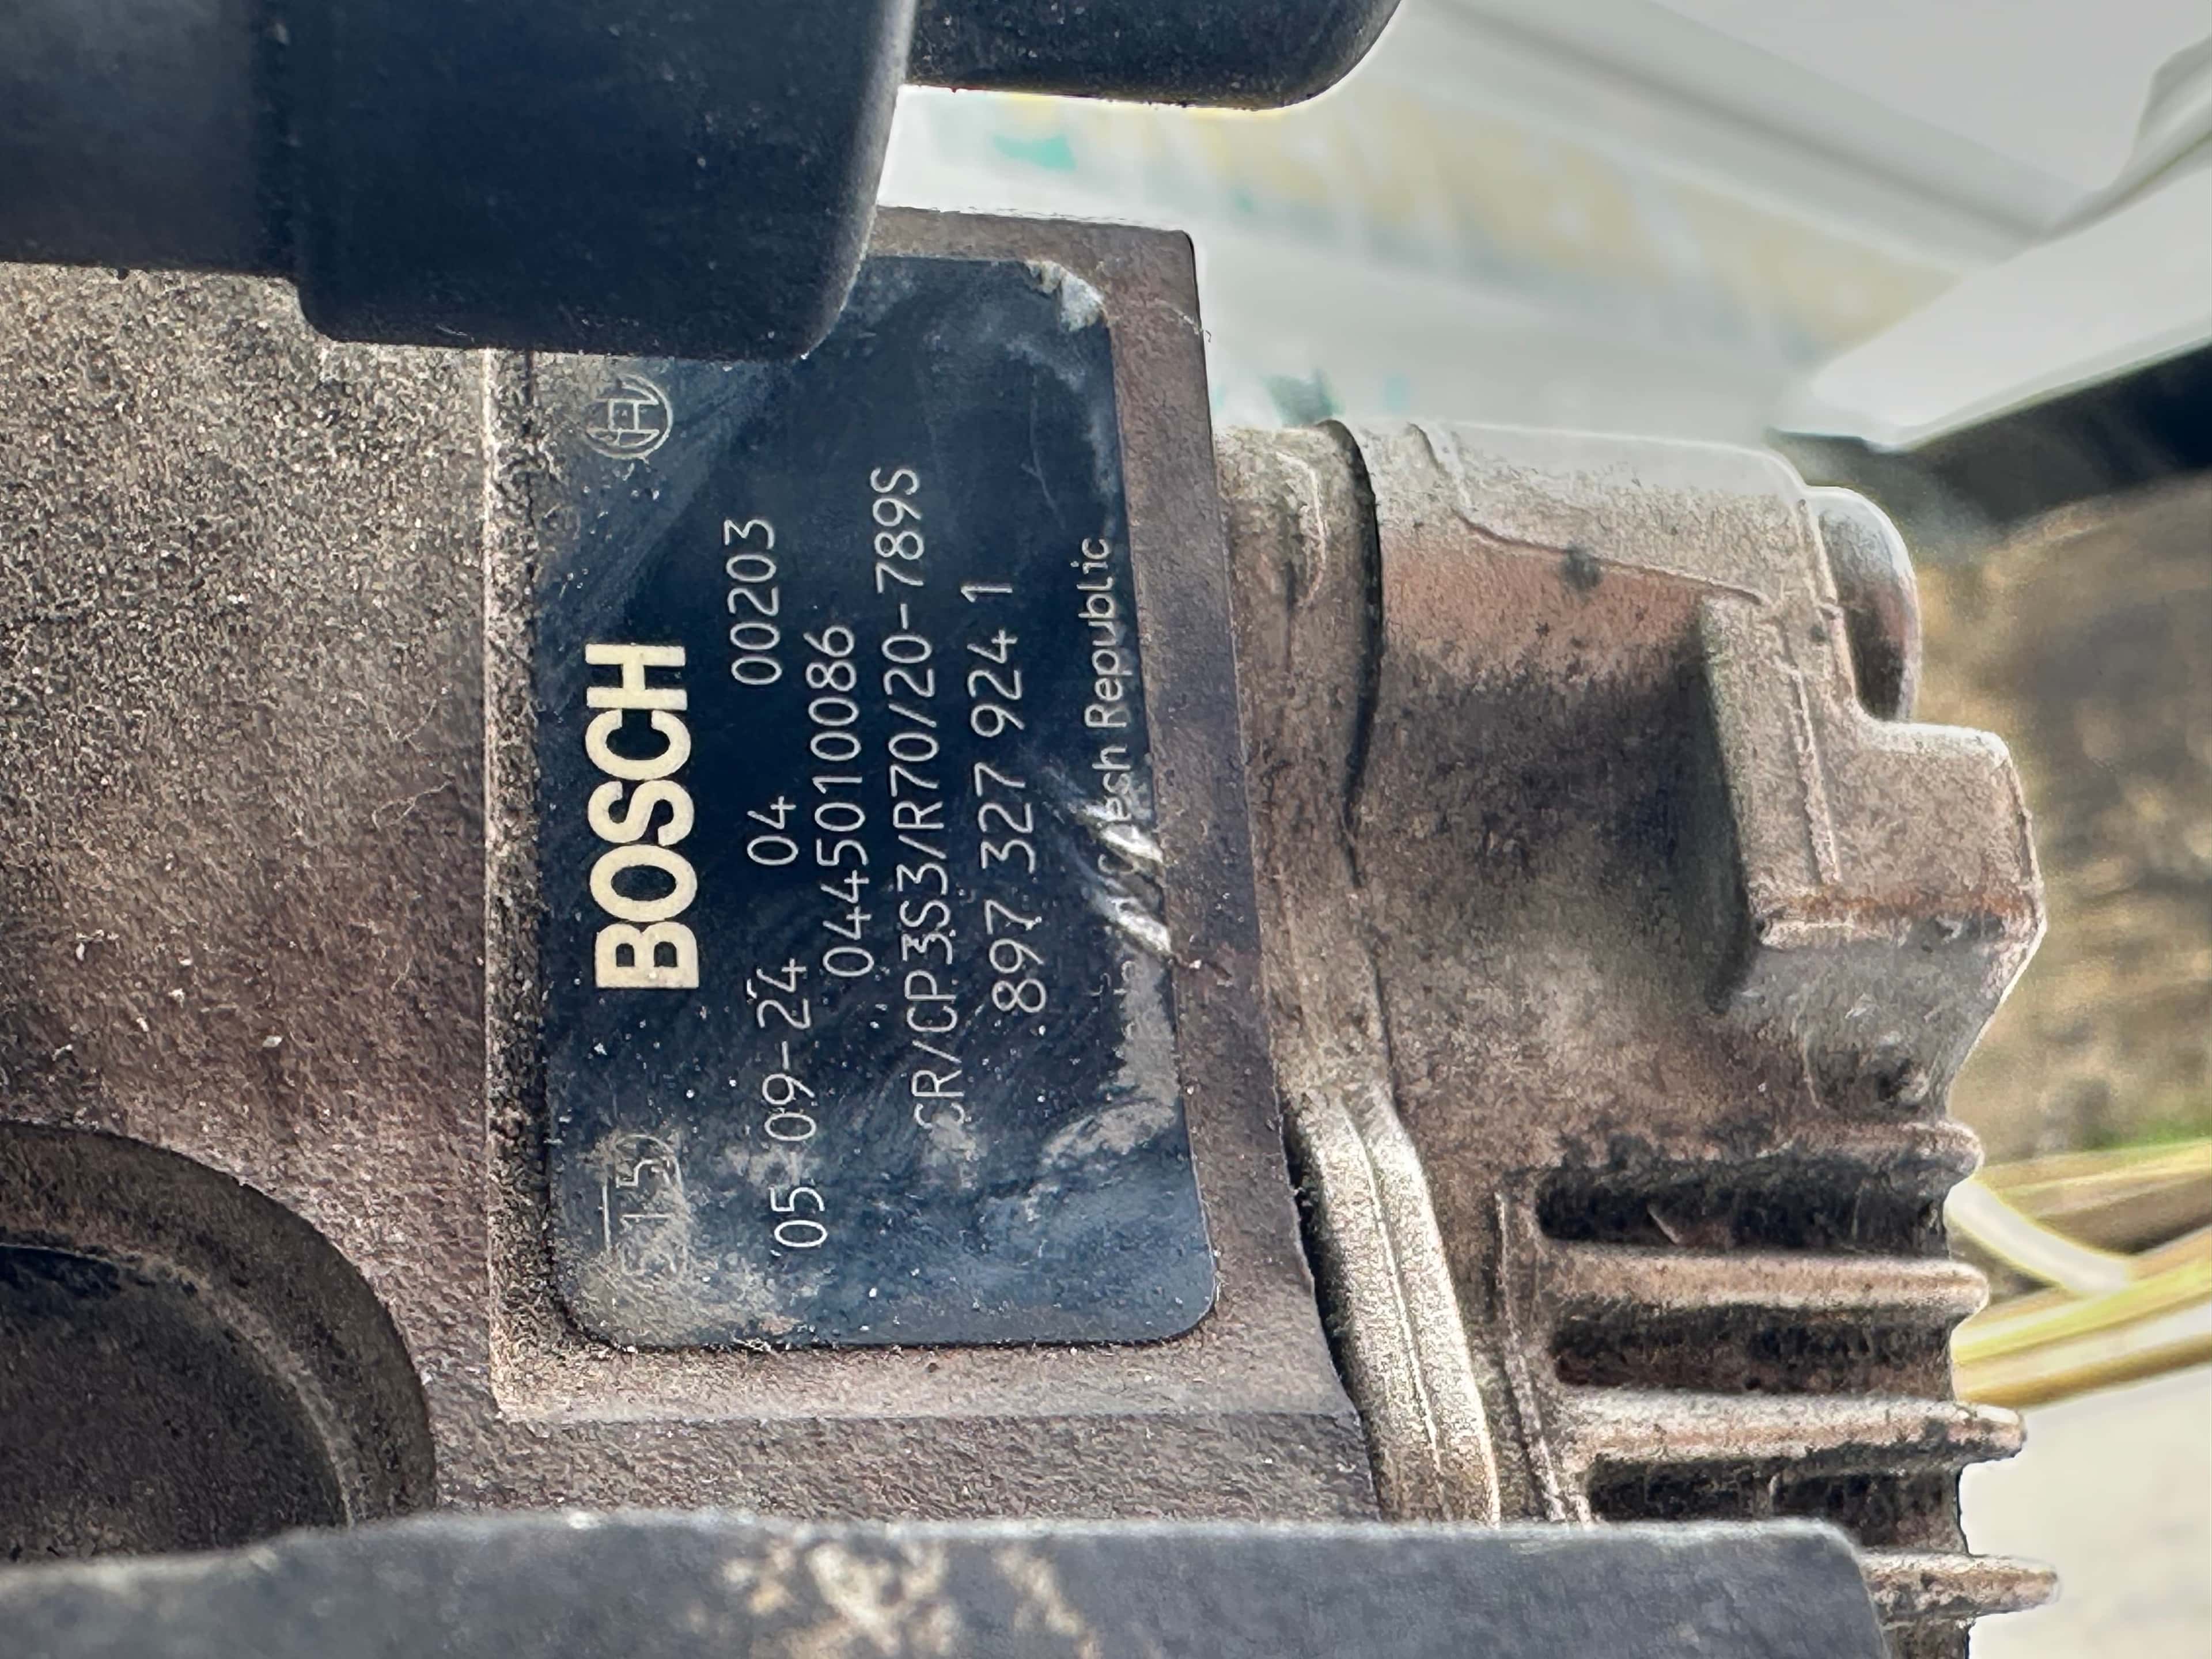 BOSCH
05-09-24 04 00203
0445010086
CR/CP3S3/R70/20-789S
897 327 924 1
Czech Republic